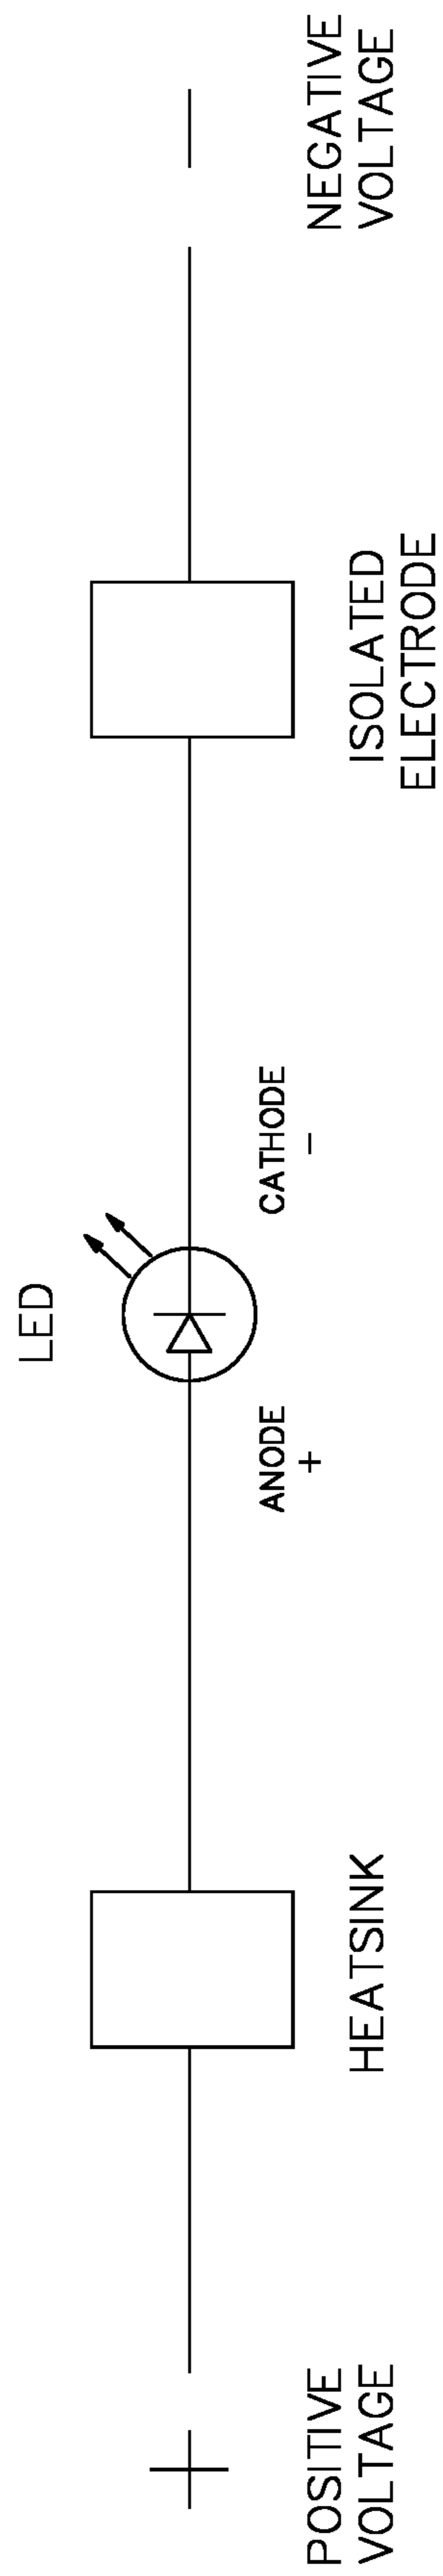 LED
+
POSITIVE
VOLTAGE
HEATSINK
ANODE
+
CATHODE
–
ISOLATED
ELECTRODE
–
NEGATIVE
VOLTAGE